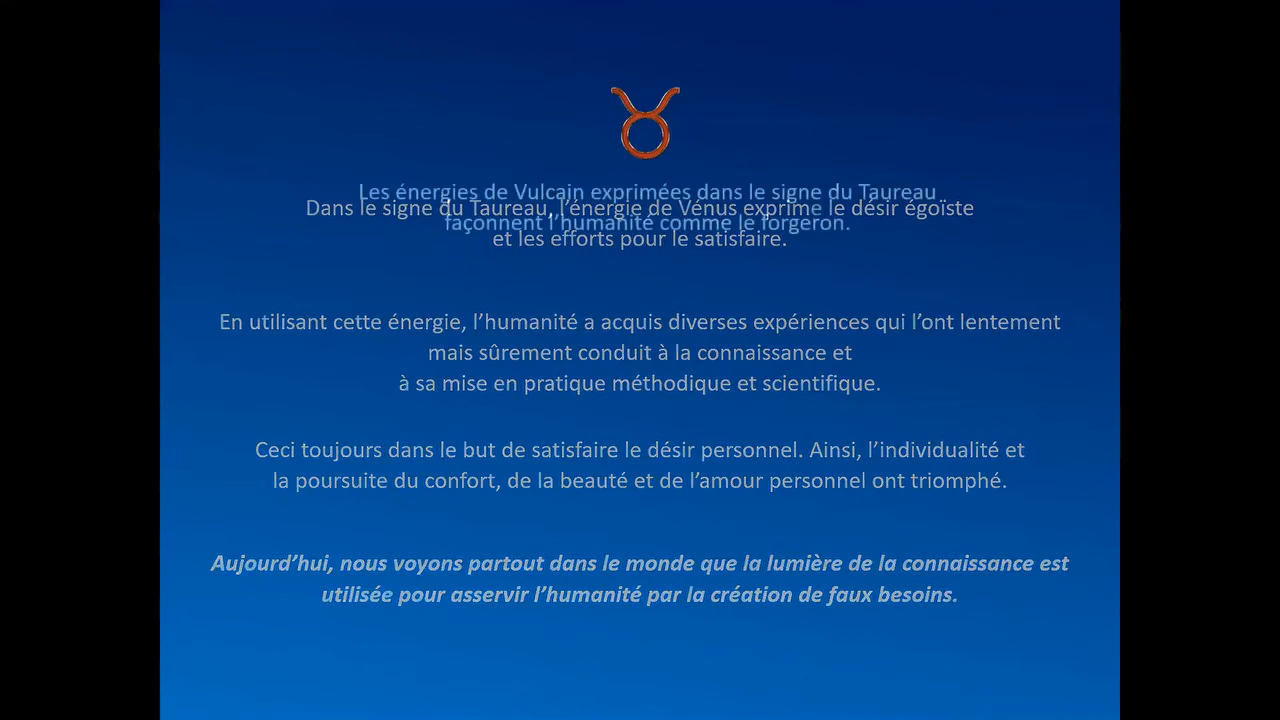 Les énergies de Vulcain exprimées dans le signe du Taureau
Dans le signe du Taureau, l’énergie de Vénus exprime le désir égoïste
façonnent l’humanité comme le forgeron.
et les efforts pour le satisfaire.
En utilisant cette énergie, l’humanité a acquis diverses expériences qui l’ont lentement
mais sûrement conduit à la connaissance et
à sa mise en pratique méthodique et scientifique.
Ceci toujours dans le but de satisfaire le désir personnel. Ainsi, l’individualité et
la poursuite du confort, de la beauté et de l’amour personnel ont triomphé.
Aujourd’hui, nous voyons partout dans le monde que la lumière de la connaissance est
utilisée pour asservir l’humanité par la création de faux besoins.